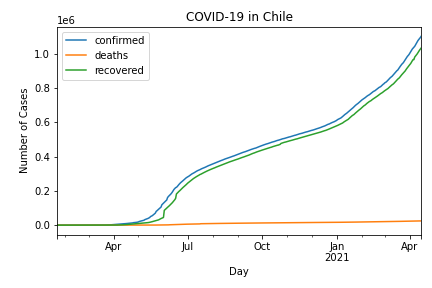 COVID-19 in Chile
1e6
confirmed
deaths
recovered
1.0
0.8
0.6
0.4
0.2
0.0
Number of Cases
Apr
Jul
Oct
Jan
2021
Apr
Day